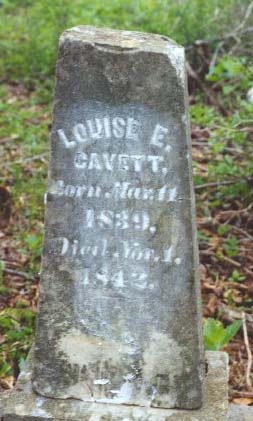 LOUISE E.
CAVETT.
Born Mar. 11
1839,
Died Nov. 1,
1842.